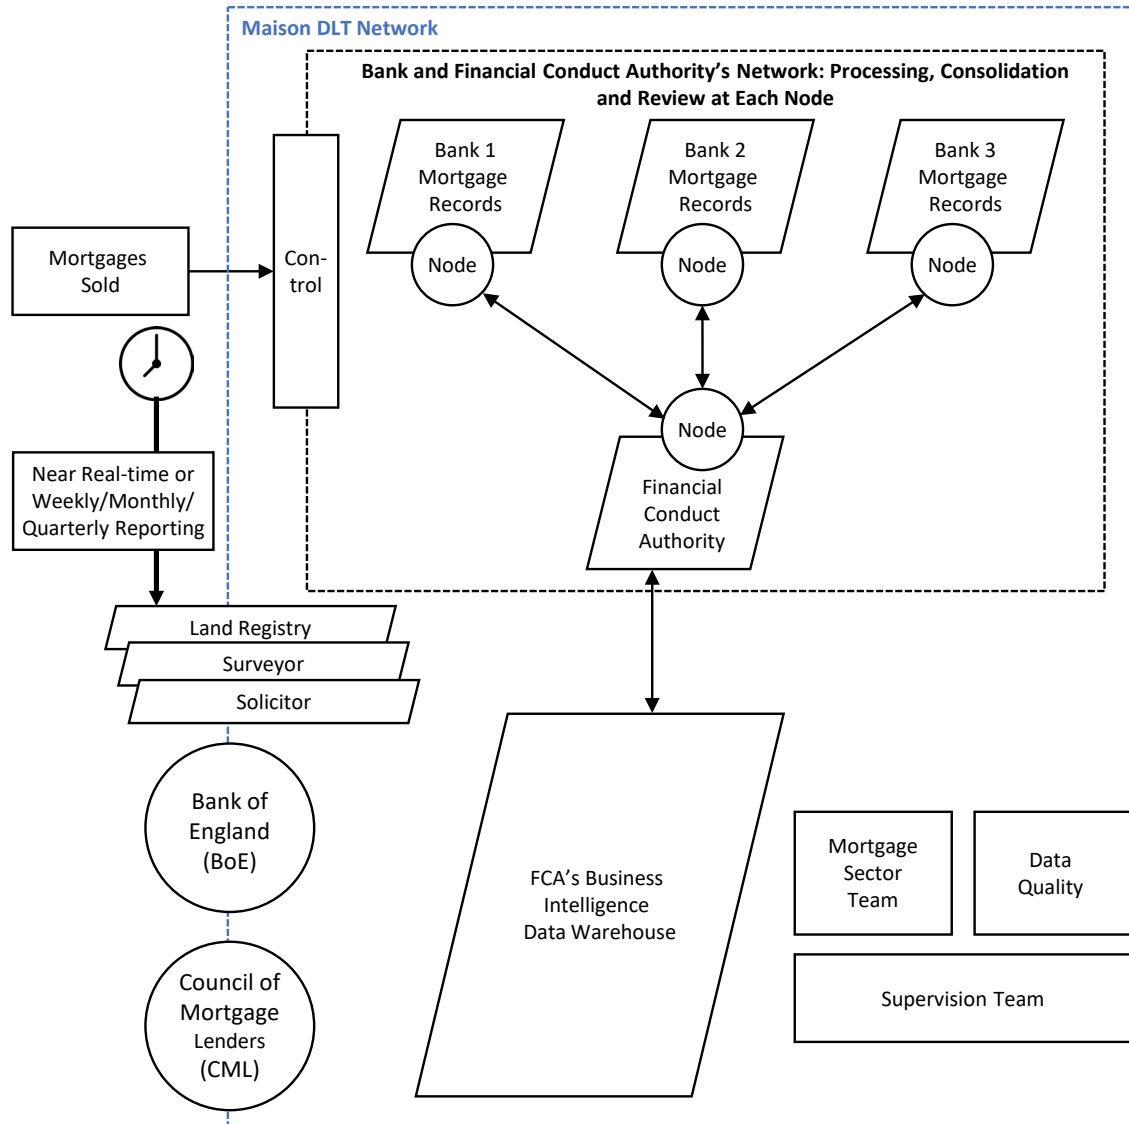 Maison DLT Network
Bank and Financial Conduct Authority’s Network: Processing, Consolidation
and Review at Each Node
Bank 1
Mortgage
Records
Node
Bank 2
Mortgage
Records
Node
Bank 3
Mortgage
Records
Node
Mortgages
Sold
Con-
trol
Node
Financial
Conduct
Authority
Near Real-time or
Weekly/Monthly/
Quarterly Reporting
Land Registry
Surveyor
Solicitor
Bank of
England
(BoE)
Council of
Mortgage
Lenders
(CML)
FCA’s Business
Intelligence
Data Warehouse
Mortgage
Sector
Team
Data
Quality
Supervision Team